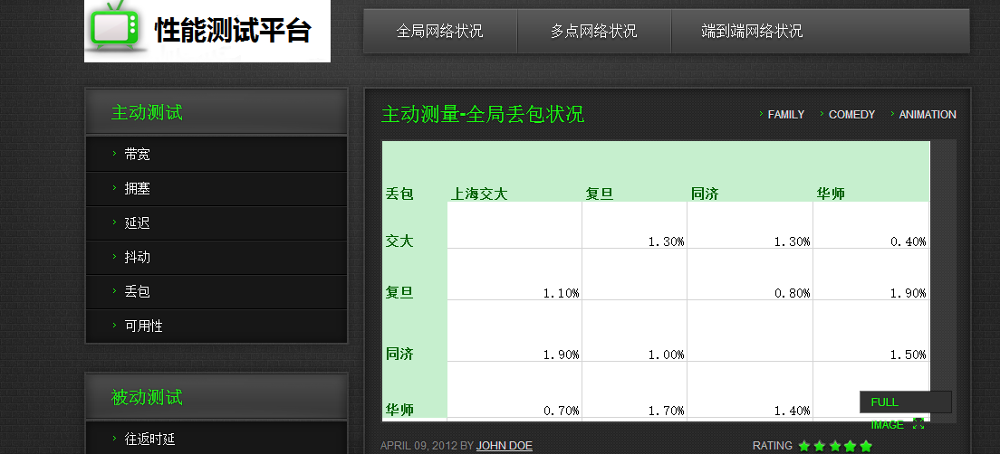 性能测试平台
全局网络状况 多点网络状况 端到端网络状况
主动测试
带宽
拥塞
延迟
抖动
丢包
可用性
被动测试
往返时延
主动测量-全局丢包状况
FAMILY COMEDY ANIMATION
丢包 上海交大 复旦 同济 华师
交大 1.30% 1.30% 0.40%
复旦 1.10% 0.80% 1.90%
同济 1.90% 1.00% 1.50%
华师 0.70% 1.70% 1.40%
FULL
IMAGE
APRIL 09, 2012 BY JOHN DOE
RATING